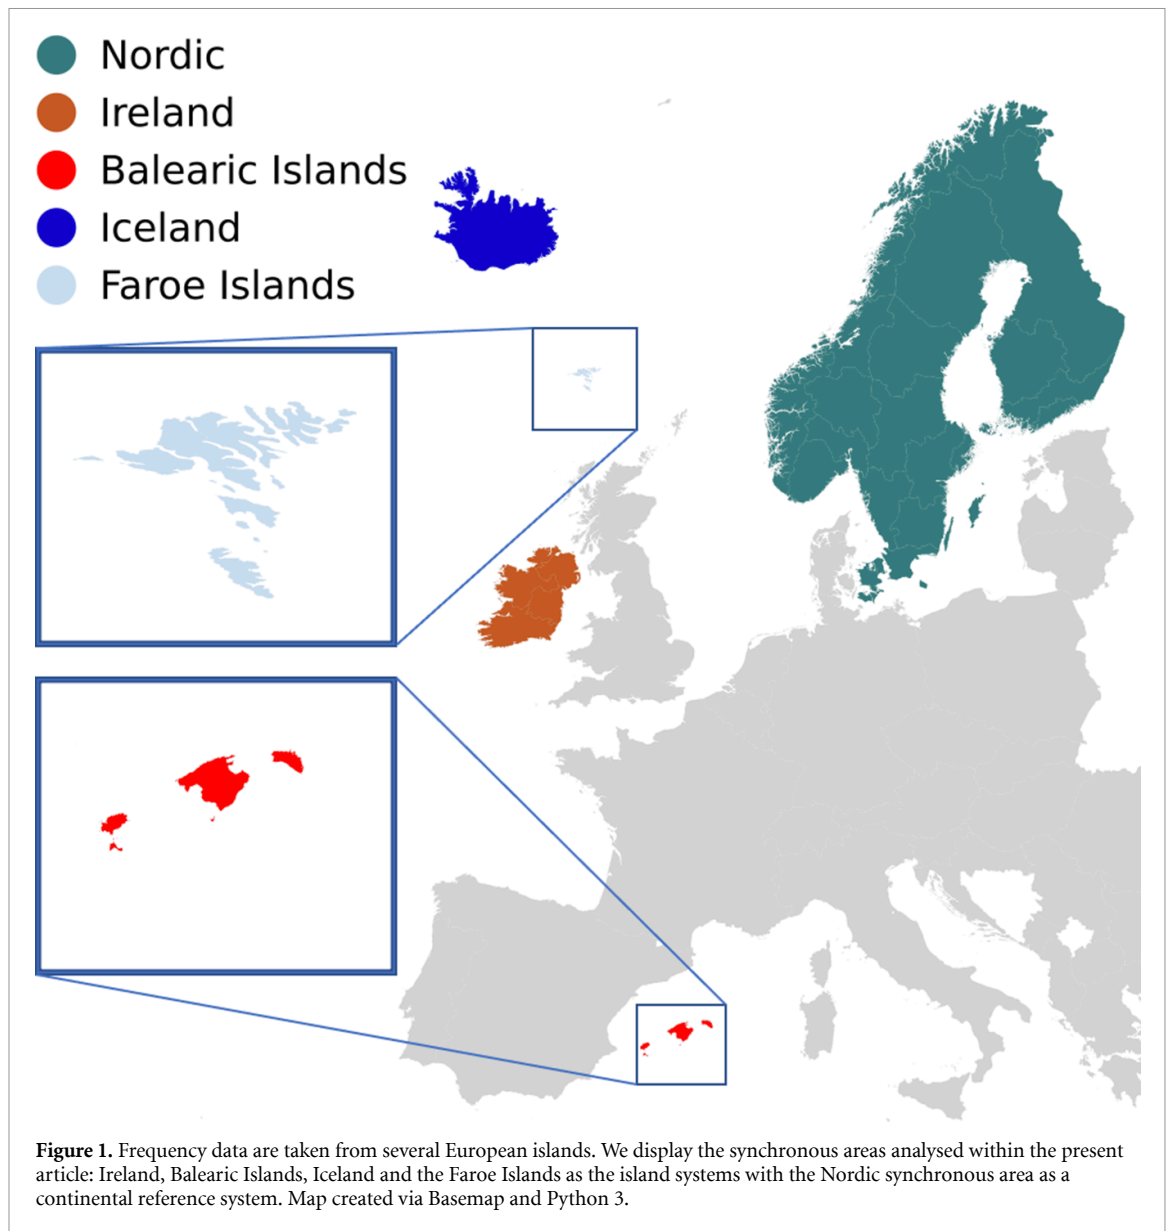 Nordic
Ireland
Balearic Islands
Iceland
Faroe Islands
Figure 1. Frequency data are taken from several European islands. We display the synchronous areas analysed within the present
article: Ireland, Balearic Islands, Iceland and the Faroe Islands as the island systems with the Nordic synchronous area as a
continental reference system. Map created via Basemap and Python 3.